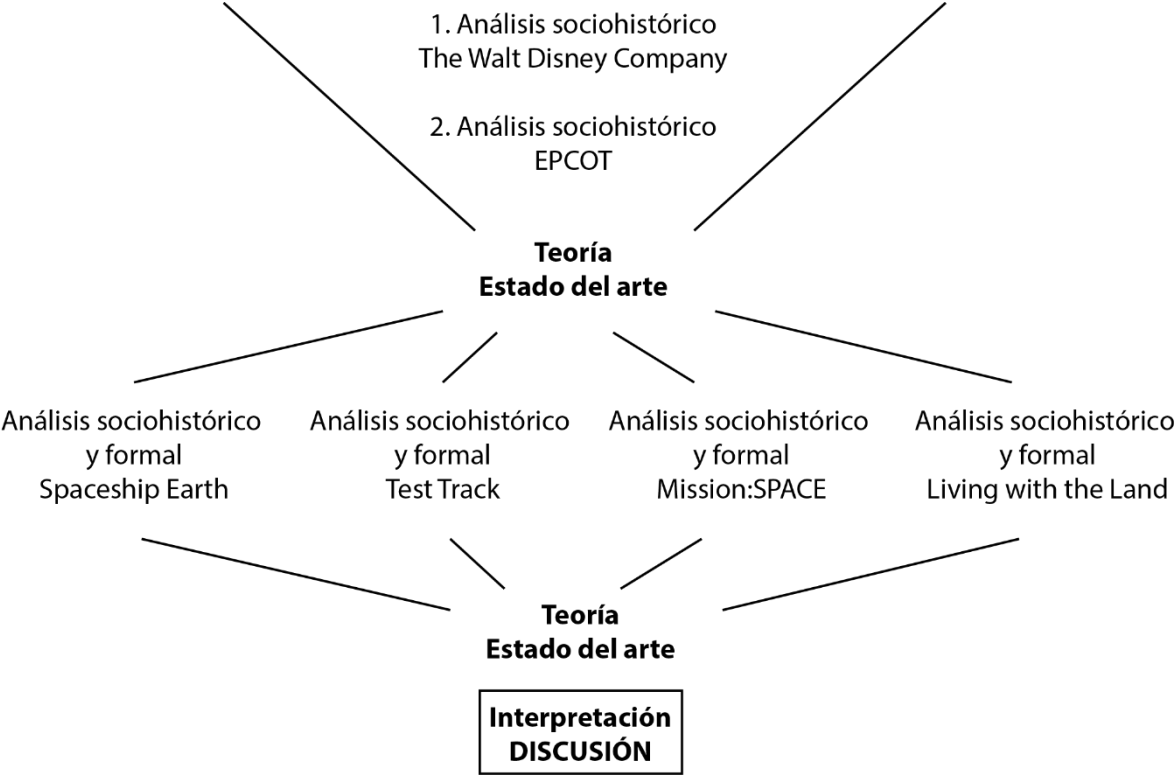 1. Análisis sociohistórico
The Walt Disney Company
2. Análisis sociohistórico
EPCOT
Teoría
Estado del arte
Análisis sociohistórico
y formal
Spaceship Earth
Análisis sociohistórico
y formal
Test Track
Análisis sociohistórico
y formal
Mission:SPACE
Análisis sociohistórico
y formal
Living with the Land
Teoría
Estado del arte
Interpretación
DISCUSIÓN